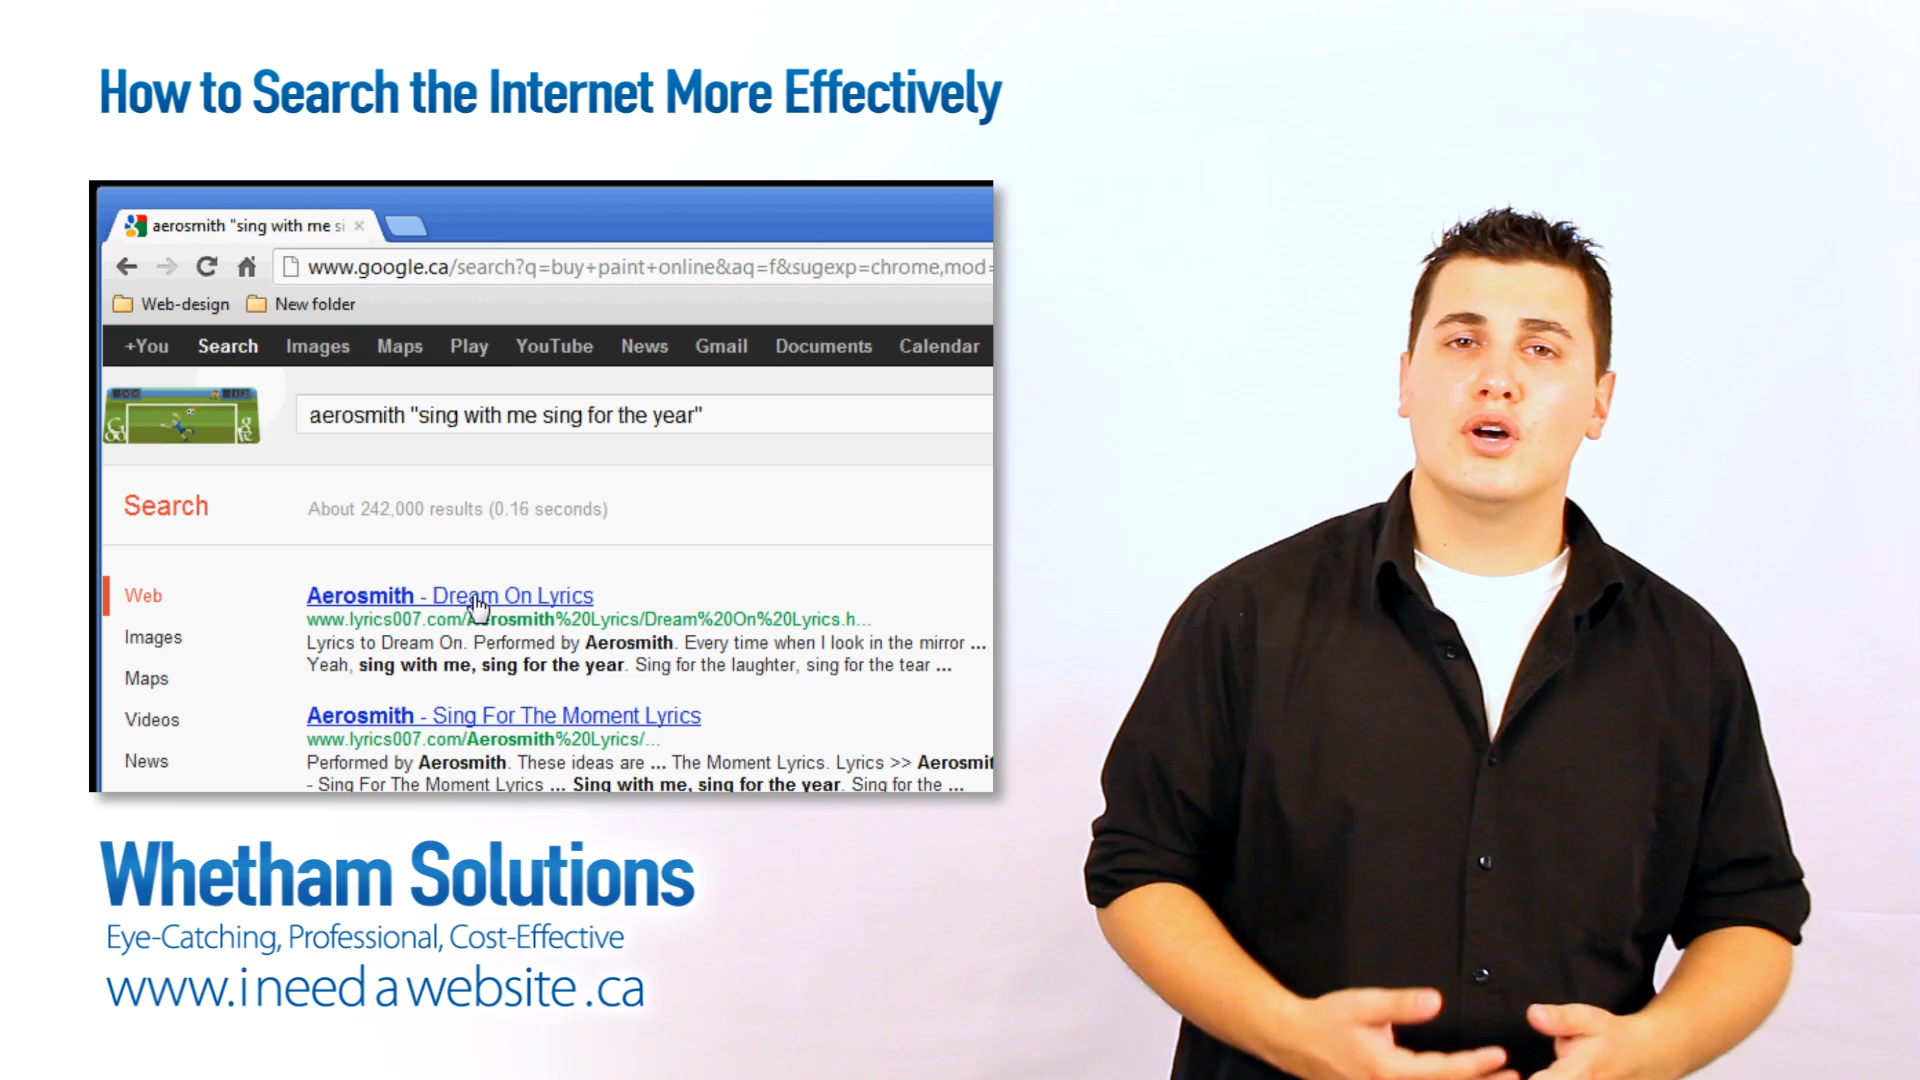 How to Search the Internet More Effectively
aerosmith "sing with me si
www.google.ca/search?q=buy+paint+online&aq=f&sugexp=chrome,mod=
Web-design New folder
+You Search Images Maps Play YouTube News Gmail Documents Calendar
aerosmith "sing with me sing for the year"
Search About 242,000 results (0.16 seconds)
Web
Images
Maps
Videos
News
Aerosmith - Dream On Lyrics
www.lyrics007.com/Aerosmith%20Lyrics/Dream%20On%20Lyrics.h...
Lyrics to Dream On. Performed by Aerosmith. Every time when I look in the mirror ...
Yeah, sing with me, sing for the year. Sing for the laughter, sing for the tear ...
Aerosmith - Sing For The Moment Lyrics
www.lyrics007.com/Aerosmith%20Lyrics/...
Performed by Aerosmith. These ideas are ... The Moment Lyrics. Lyrics >> Aerosmit
- Sing For The Moment Lyrics ... Sing with me, sing for the year. Sing for the ...
Whetham Solutions
Eye-Catching, Professional, Cost-Effective
www.ineedawebsite.ca